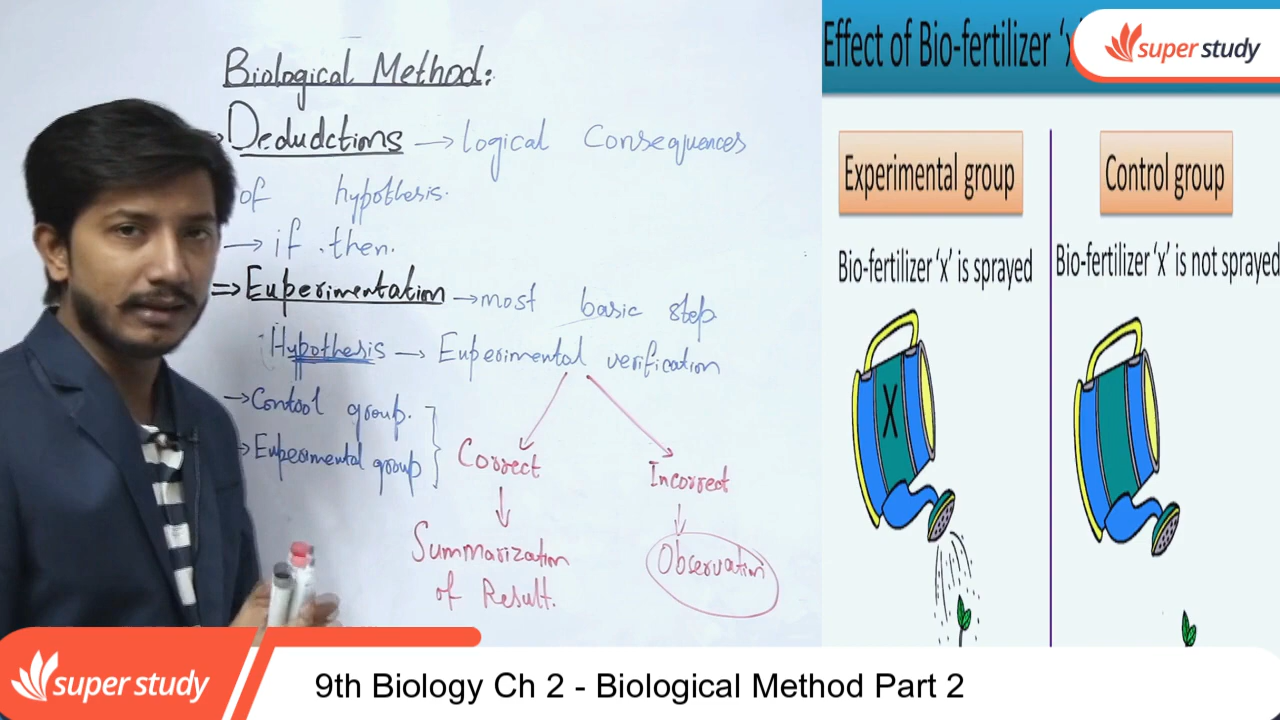 Biological Method:
Dedudctions → logical Consequences
of hypothesis.
→ if .then.
⇒ Experimentation → most basic step
Hypothesis → Experimental verification
→ Control group.
→ Experimental group
Correct
Incorrect
Summarization
of Result.
Observation
Effect of Bio-fertilizer ‘x’
super study
Experimental group
Control group
Bio-fertilizer ‘x’ is sprayed
Bio-fertilizer ‘x’ is not sprayed
X
super study
9th Biology Ch 2 - Biological Method Part 2